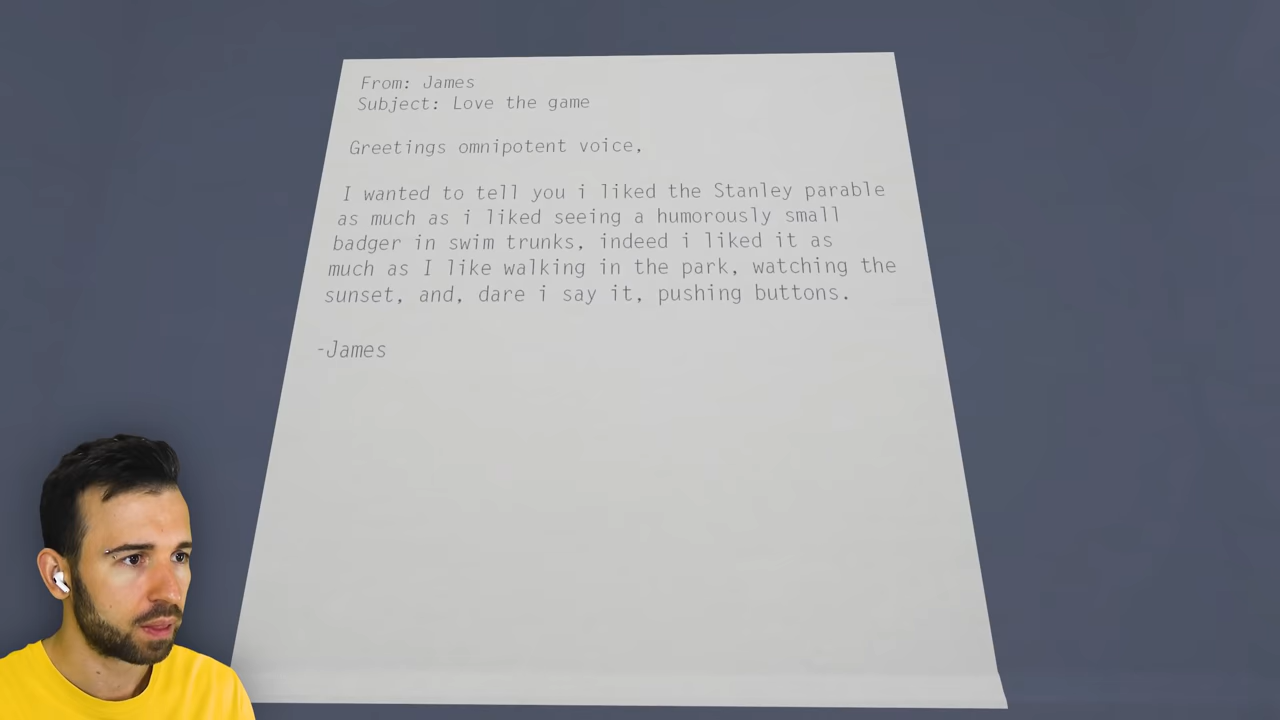 From: James
Subject: Love the game
Greetings omnipotent voice,
I wanted to tell you i liked the Stanley parable
as much as i liked seeing a humorously small
badger in swim trunks, indeed i liked it as
much as I like walking in the park, watching the
sunset, and, dare i say it, pushing buttons.
-James